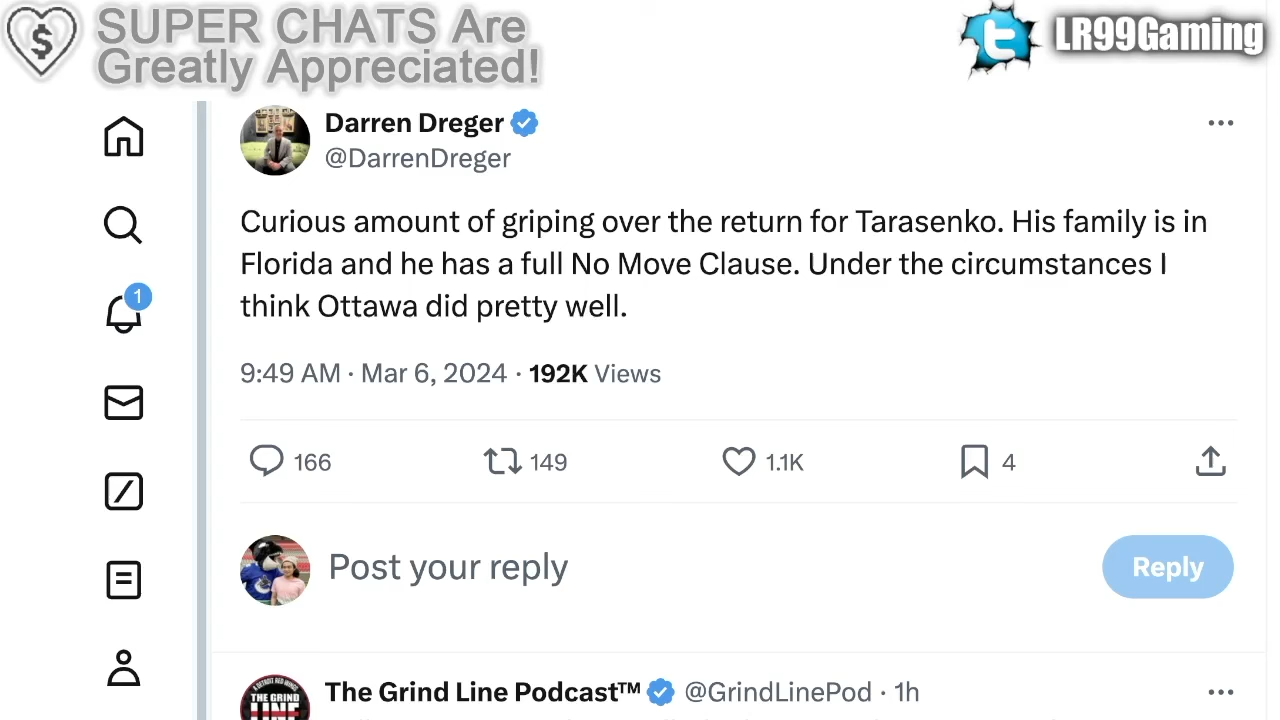 SUPER CHATS Are
Greatly Appreciated!
LR99Gaming
Darren Dreger
@DarrenDreger
Curious amount of griping over the return for Tarasenko. His family is in
Florida and he has a full No Move Clause. Under the circumstances I
think Ottawa did pretty well.
9:49 AM · Mar 6, 2024 · 192K Views
166 149 1.1K 4
1
Post your reply
Reply
The Grind Line Podcast™ @GrindLinePod · 1h
THE GRIND
LINE